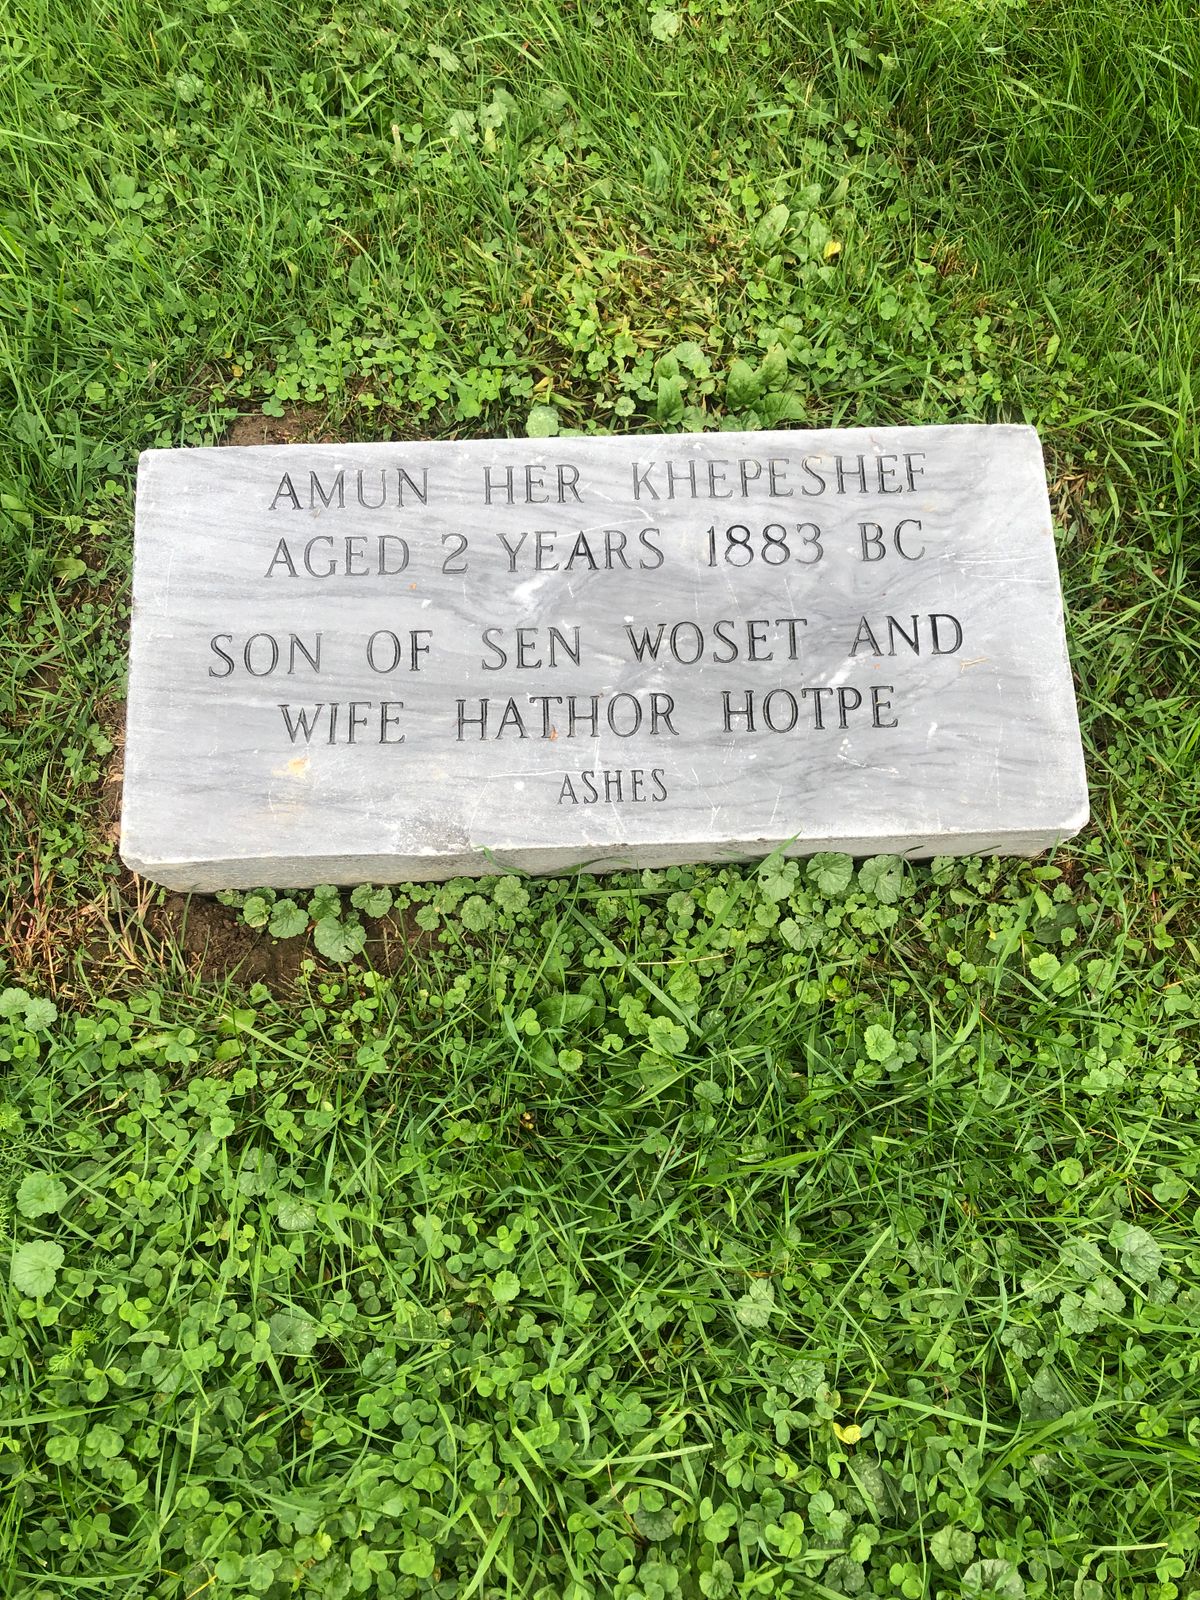 AMUN HER KHEPESHEF
AGED 2 YEARS 1883 BC
SON OF SEN WOSET AND
WIFE HATHOR HOTPE
ASHES